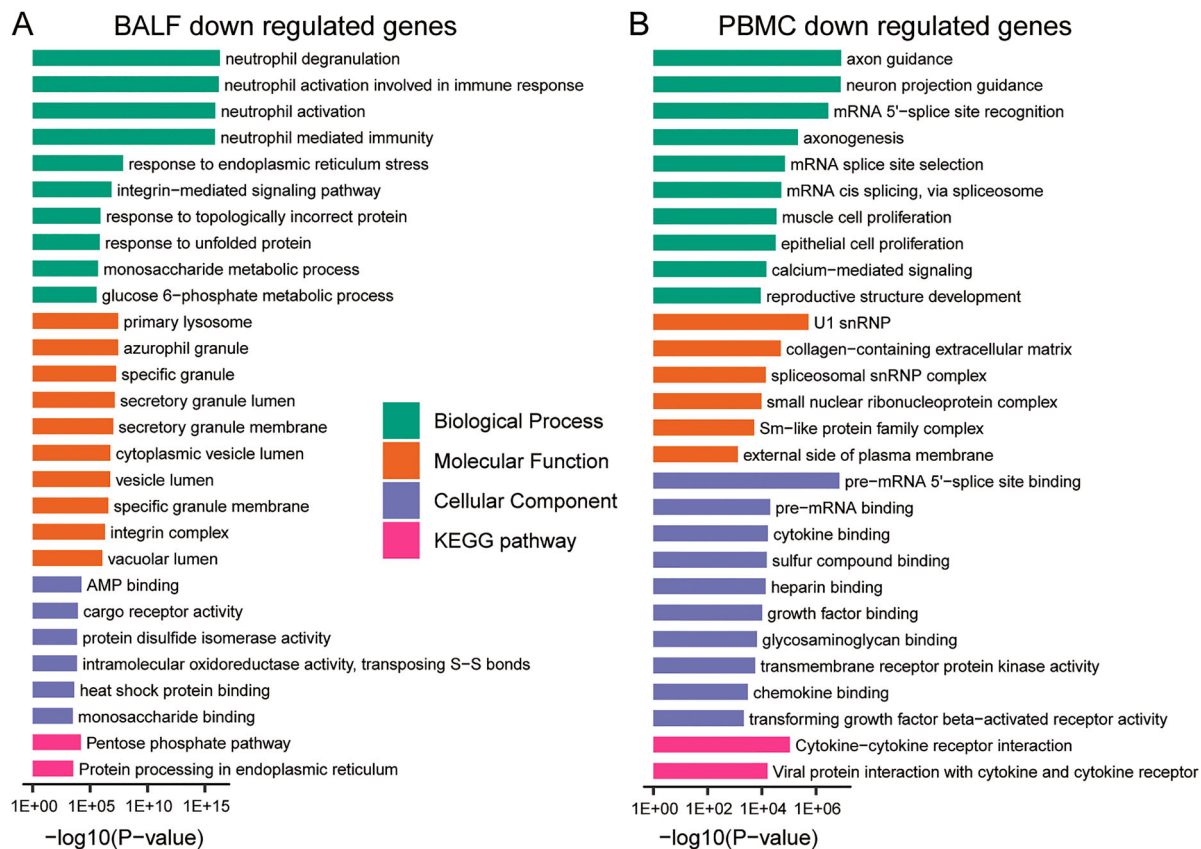 A
BALF down regulated genes
neutrophil degranulation
neutrophil activation involved in immune response
neutrophil activation
neutrophil mediated immunity
response to endoplasmic reticulum stress
integrin−mediated signaling pathway
response to topologically incorrect protein
response to unfolded protein
monosaccharide metabolic process
glucose 6−phosphate metabolic process
primary lysosome
azurophil granule
specific granule
secretory granule lumen
secretory granule membrane
cytoplasmic vesicle lumen
vesicle lumen
specific granule membrane
integrin complex
vacuolar lumen
AMP binding
cargo receptor activity
protein disulfide isomerase activity
intramolecular oxidoreductase activity, transposing S−S bonds
heat shock protein binding
monosaccharide binding
Pentose phosphate pathway
Protein processing in endoplasmic reticulum
1E+00 1E+05 1E+10 1E+15
−log10(P−value)
Biological Process
Molecular Function
Cellular Component
KEGG pathway
B
PBMC down regulated genes
axon guidance
neuron projection guidance
mRNA 5'−splice site recognition
axonogenesis
mRNA splice site selection
mRNA cis splicing, via spliceosome
muscle cell proliferation
epithelial cell proliferation
calcium−mediated signaling
reproductive structure development
U1 snRNP
collagen−containing extracellular matrix
spliceosomal snRNP complex
small nuclear ribonucleoprotein complex
Sm−like protein family complex
external side of plasma membrane
pre−mRNA 5'−splice site binding
pre−mRNA binding
cytokine binding
sulfur compound binding
heparin binding
growth factor binding
glycosaminoglycan binding
transmembrane receptor protein kinase activity
chemokine binding
transforming growth factor beta−activated receptor activity
Cytokine−cytokine receptor interaction
Viral protein interaction with cytokine and cytokine receptor
1E+00 1E+02 1E+04 1E+06
−log10(P−value)